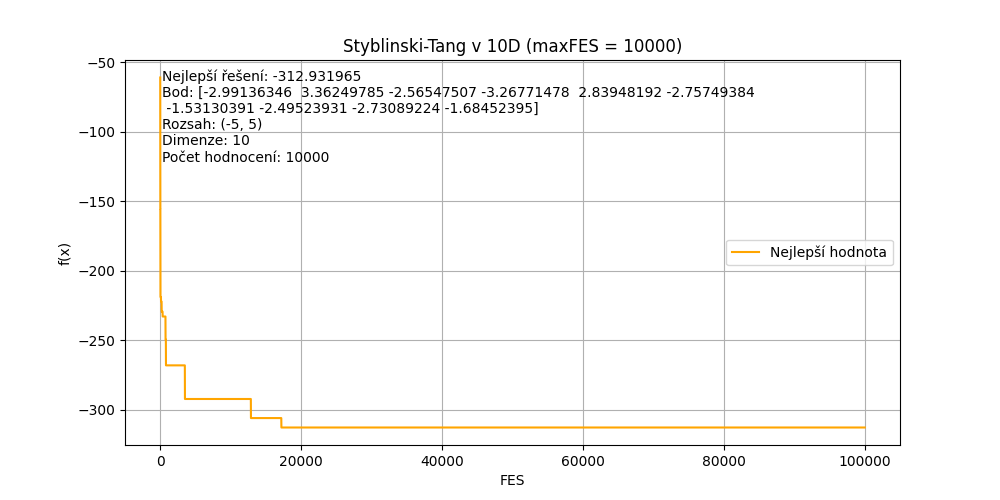 Styblinski-Tang v 10D (maxFES = 10000)
Nejlepší řešení: -312.931965
Bod: [-2.99136346  3.36249785 -2.56547507 -3.26771478  2.83948192 -2.75749384
 -1.53130391 -2.49523931 -2.73089224 -1.68452395]
Rozsah: (-5, 5)
Dimenze: 10
Počet hodnocení: 10000
Nejlepší hodnota
f(x)
−50
−100
−150
−200
−250
−300
0 20000 40000 60000 80000 100000
FES